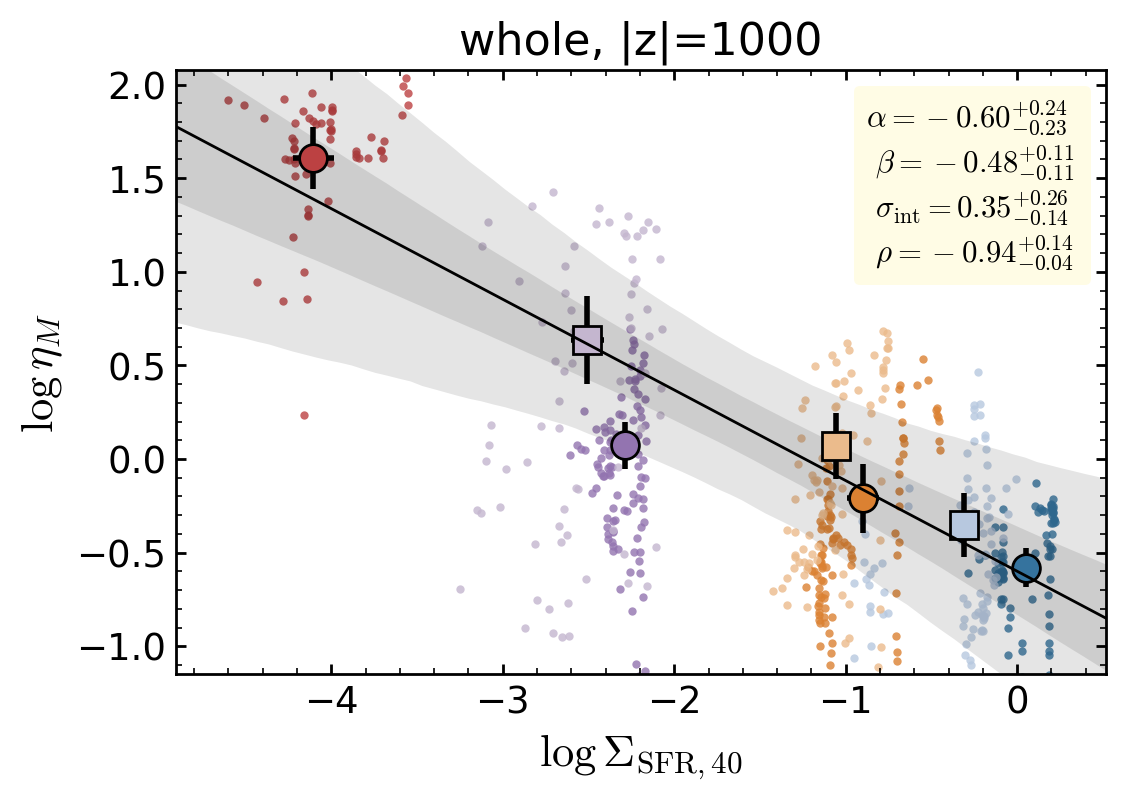 whole, |z|=1000
α = − 0.60 +0.24 −0.23
β = − 0.48 +0.11 −0.11
σint = 0.35 +0.26 −0.14
ρ = − 0.94 +0.14 −0.04
log ηM
2.0
1.5
1.0
0.5
0.0
−0.5
−1.0
−4 −3 −2 −1 0
log ΣSFR, 40